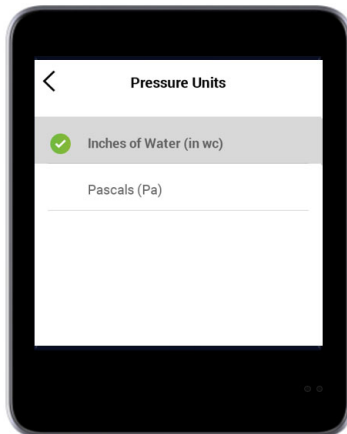 Pressure Units
Inches of Water (in wc)
Pascals (Pa)